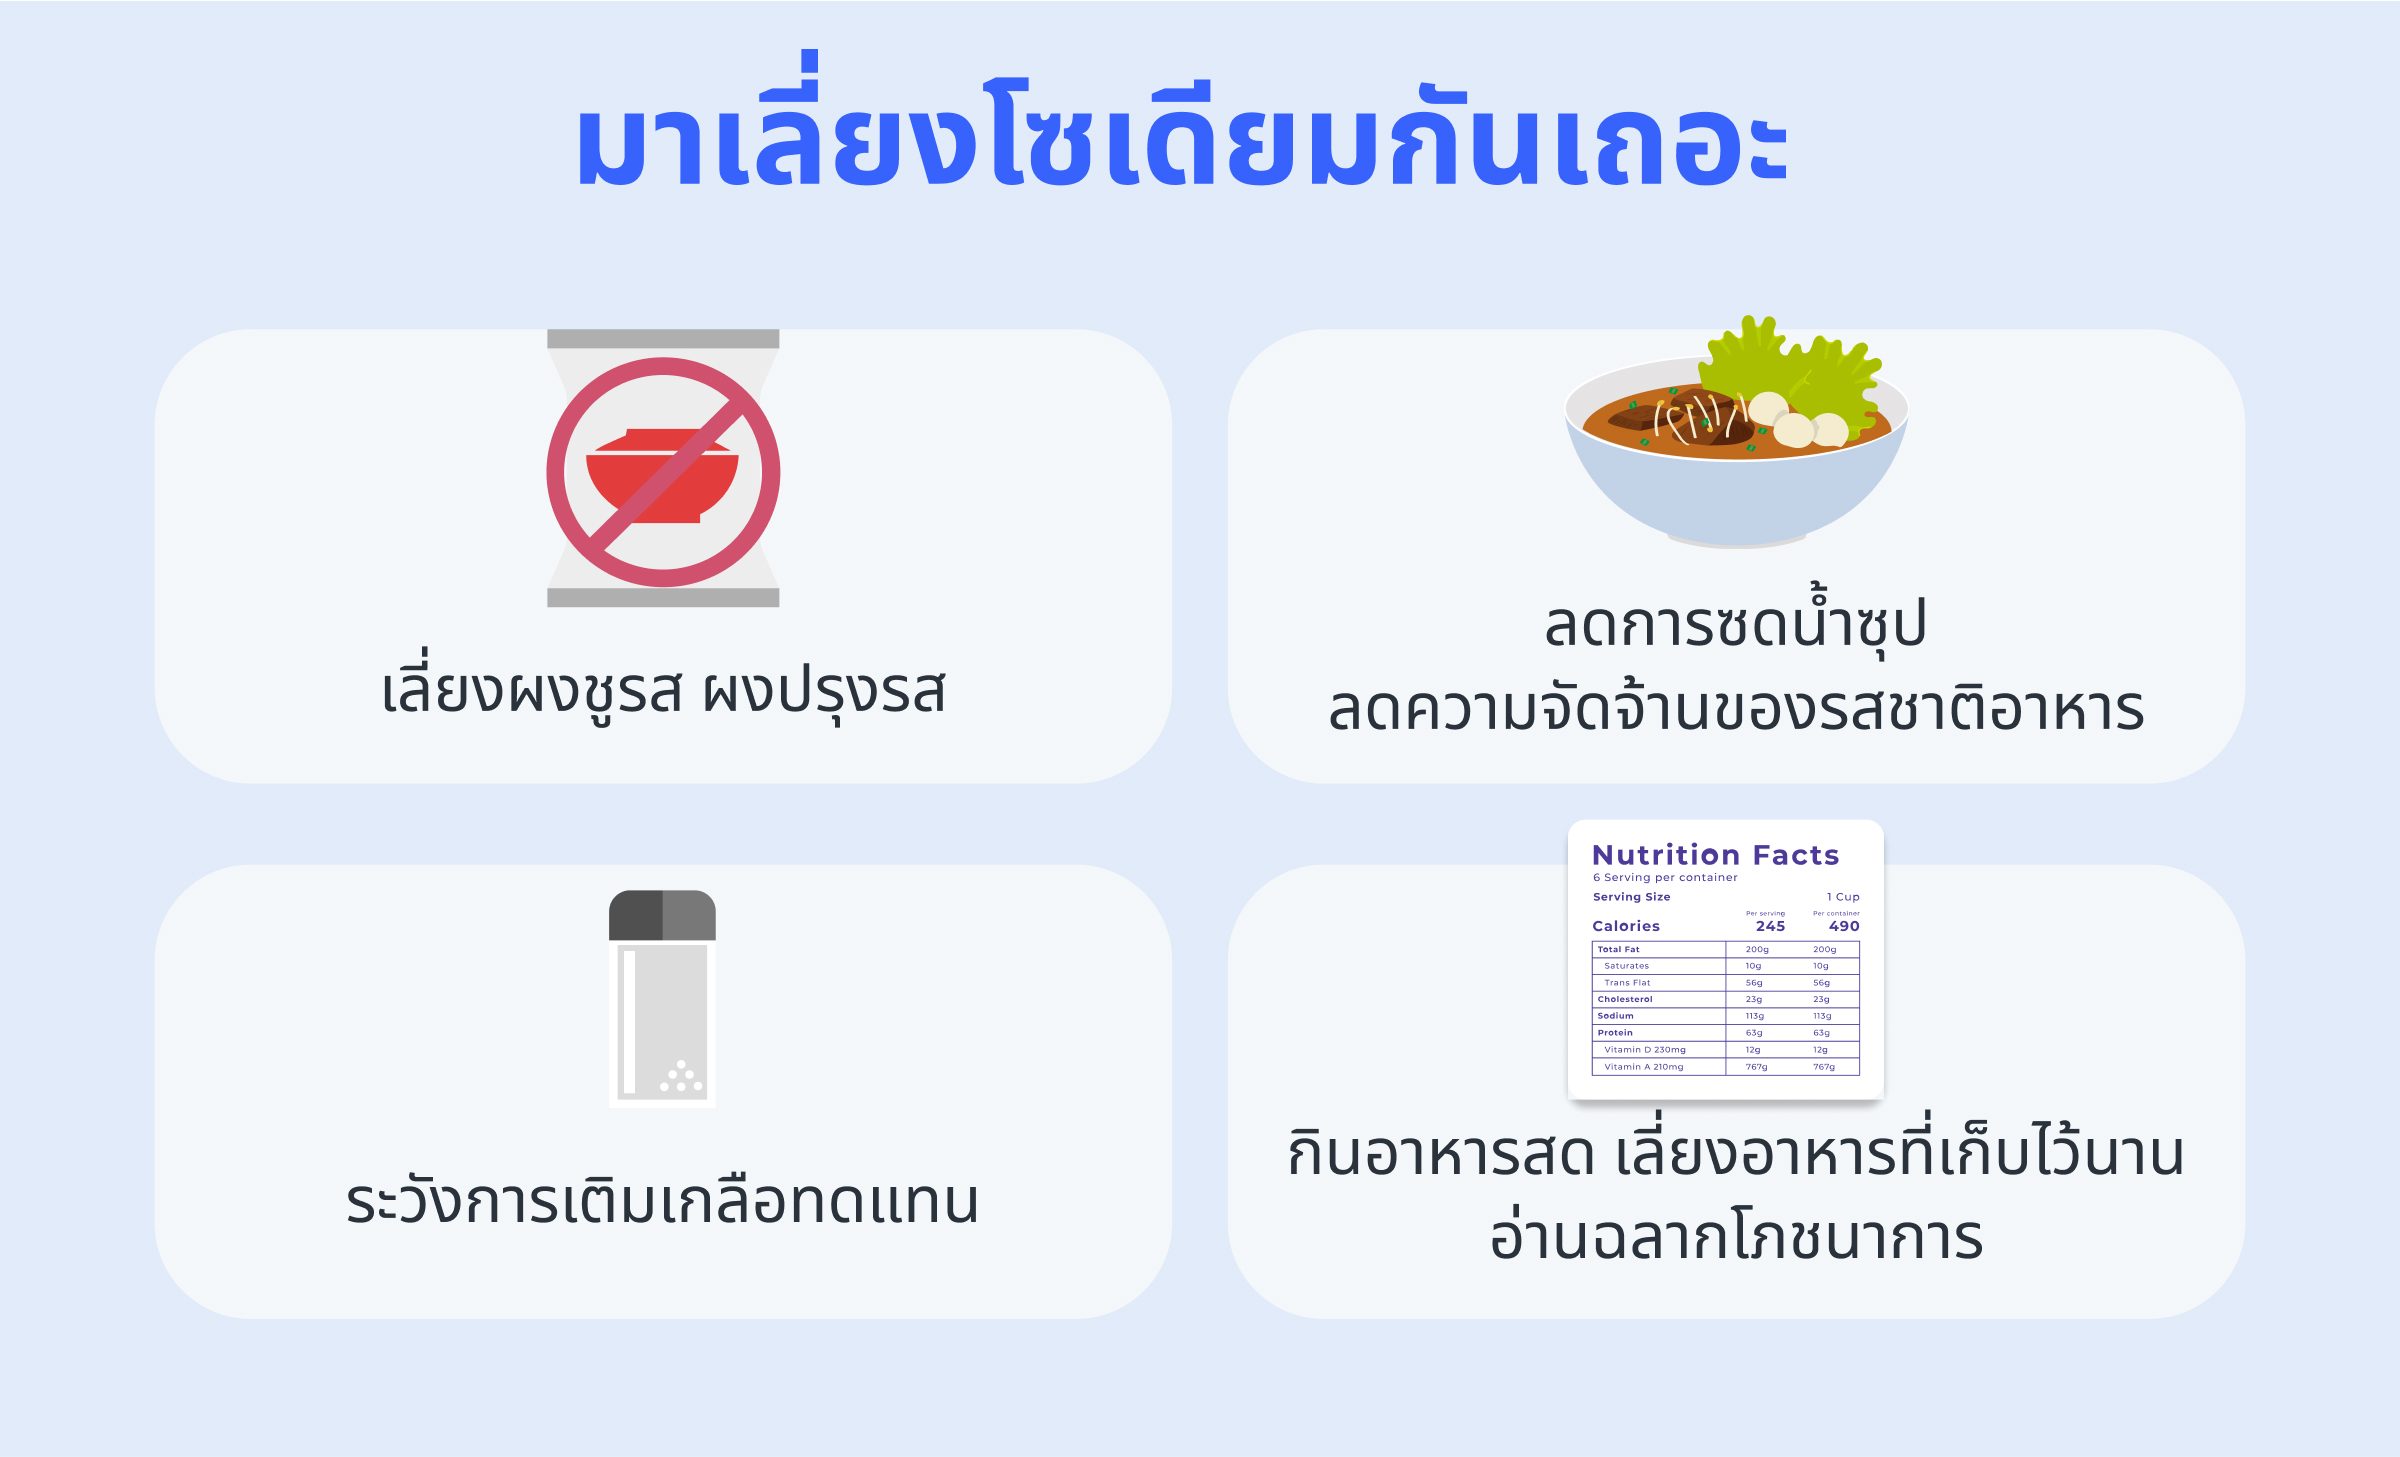 มาเลี่ยงโซเดียมกันเถอะ
เลี่ยงผงชูรส ผงปรุงรส
ลดการซดน้ำซุป
ลดความจัดจ้านของรสชาติอาหาร
ระวังการเติมเกลือทดแทน
Nutrition Facts
6 Serving per container
Serving Size 1 Cup
Per serving Per container
Calories 245 490
Total Fat 200g 200g
Saturates 10g 10g
Trans Flat 56g 56g
Cholesterol 23g 23g
Sodium 113g 113g
Protein 63g 63g
Vitamin D 230mg 12g 12g
Vitamin A 210mg 767g 767g
กินอาหารสด เลี่ยงอาหารที่เก็บไว้นาน
อ่านฉลากโภชนาการ